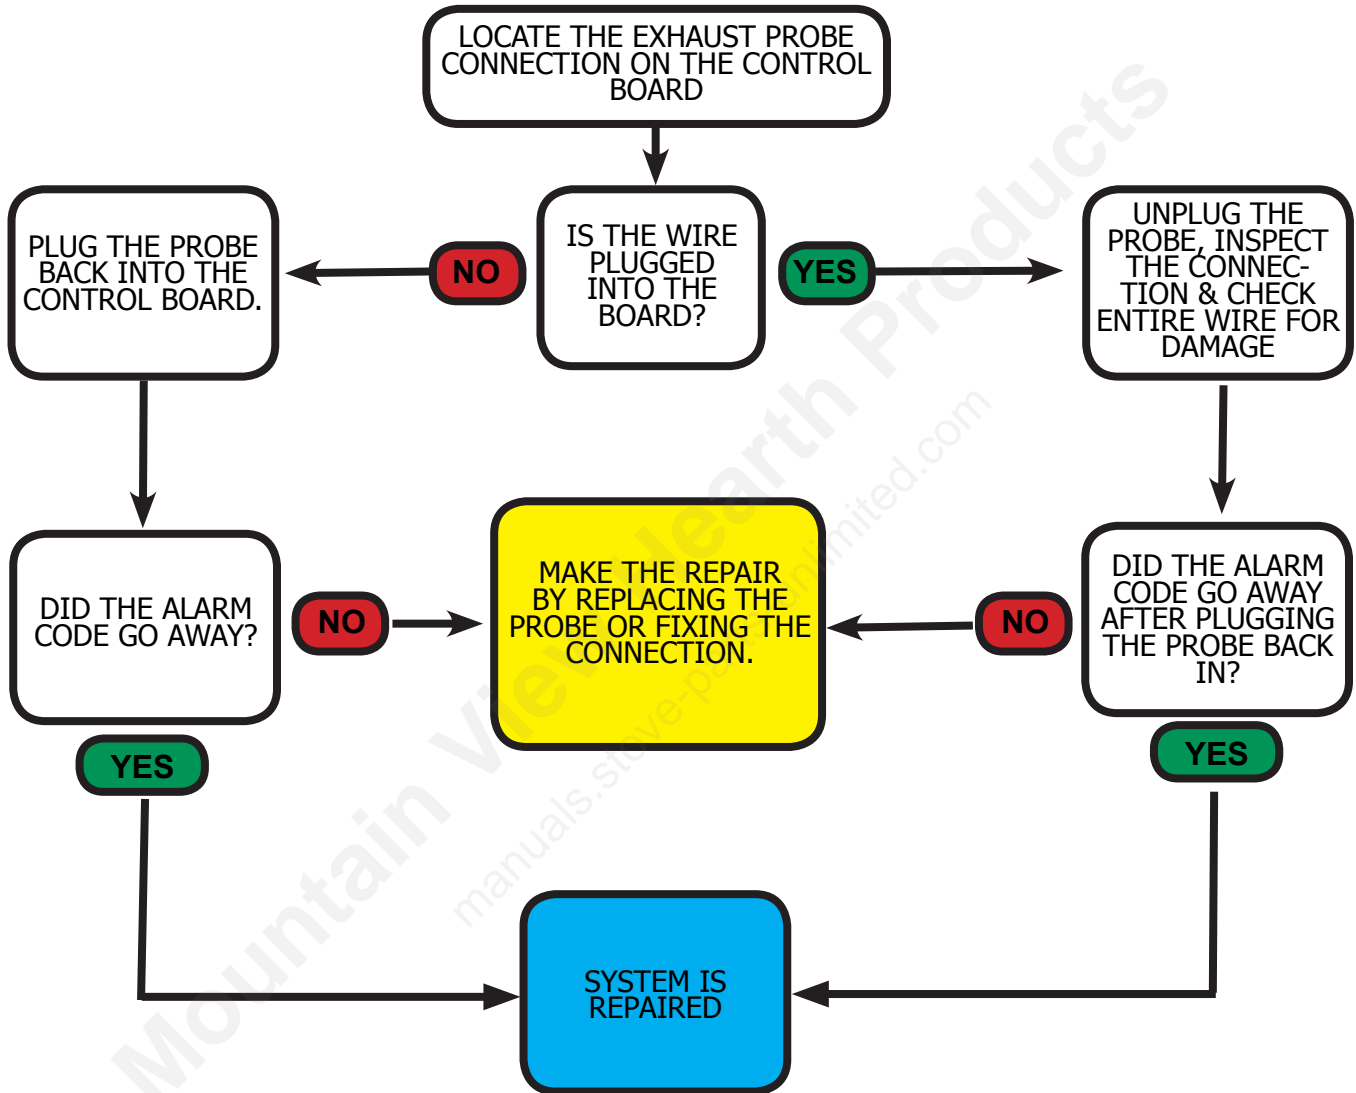 LOCATE THE EXHAUST PROBE
CONNECTION ON THE CONTROL
BOARD
PLUG THE PROBE
BACK INTO THE
CONTROL BOARD.
NO
IS THE WIRE
PLUGGED
INTO THE
BOARD?
YES
UNPLUG THE
PROBE, INSPECT
THE CONNEC-
TION & CHECK
ENTIRE WIRE FOR
DAMAGE
DID THE ALARM
CODE GO AWAY?
NO
MAKE THE REPAIR
BY REPLACING THE
PROBE OR FIXING THE
CONNECTION.
NO
DID THE ALARM
CODE GO AWAY
AFTER PLUGGING
THE PROBE BACK
IN?
YES
YES
SYSTEM IS
REPAIRED
Mountain View Hearth Products
manuals.stove-parts-unlimited.com